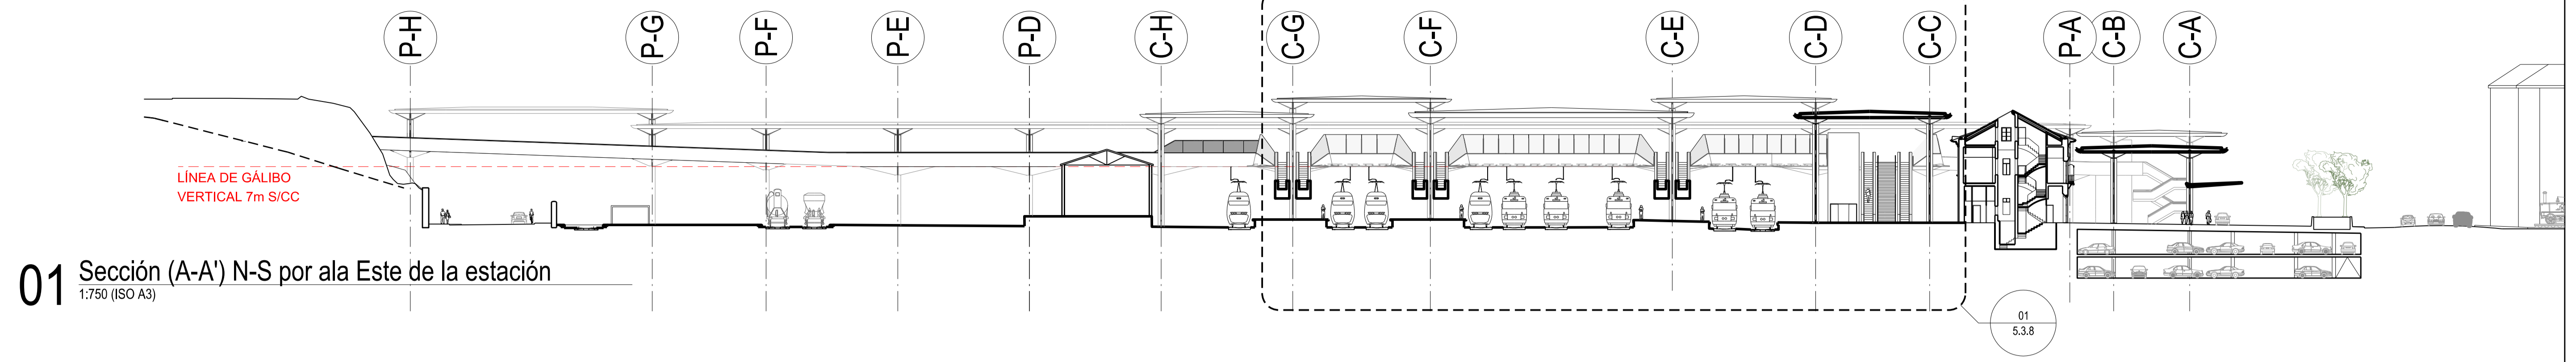 P-H
P-G
P-F
P-E
P-D
C-H
C-G
C-F
C-E
C-D
C-C
P-A
C-B
C-A
LÍNEA DE GÁLIBO
VERTICAL 7m S/CC
01 Sección (A-A') N-S por ala Este de la estación
1:750 (ISO A3)
01
5.3.8